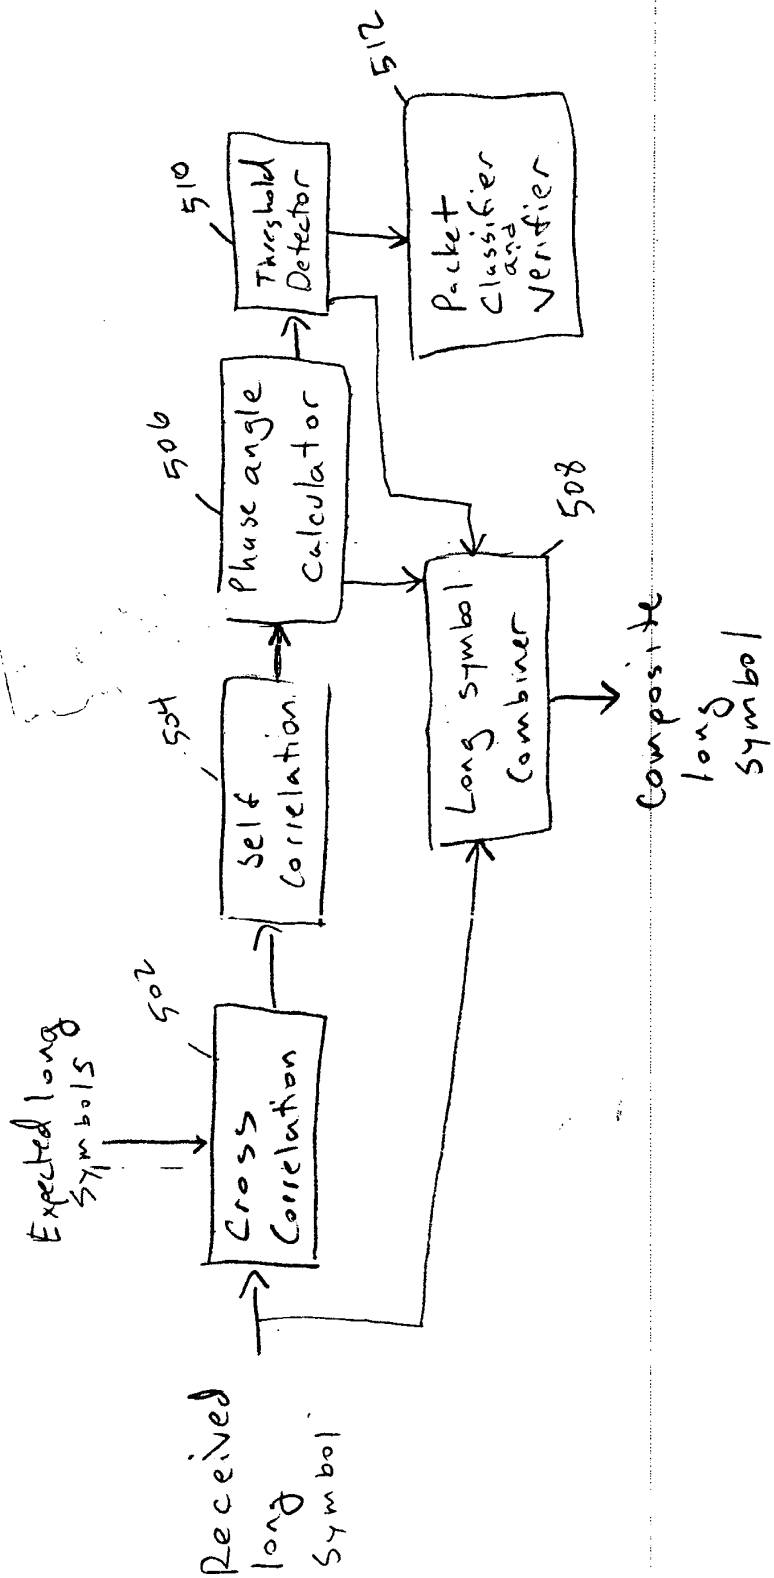 Received
long
Symbol
Expected long
Symbols
502
Cross
Correlation
504
Self
Correlation
506
Phase angle
Calculator
510
Threshold
Detector
512
Packet
Classifier
and
Verifier
508
Long symbol
Combiner
Composite
long
Symbol